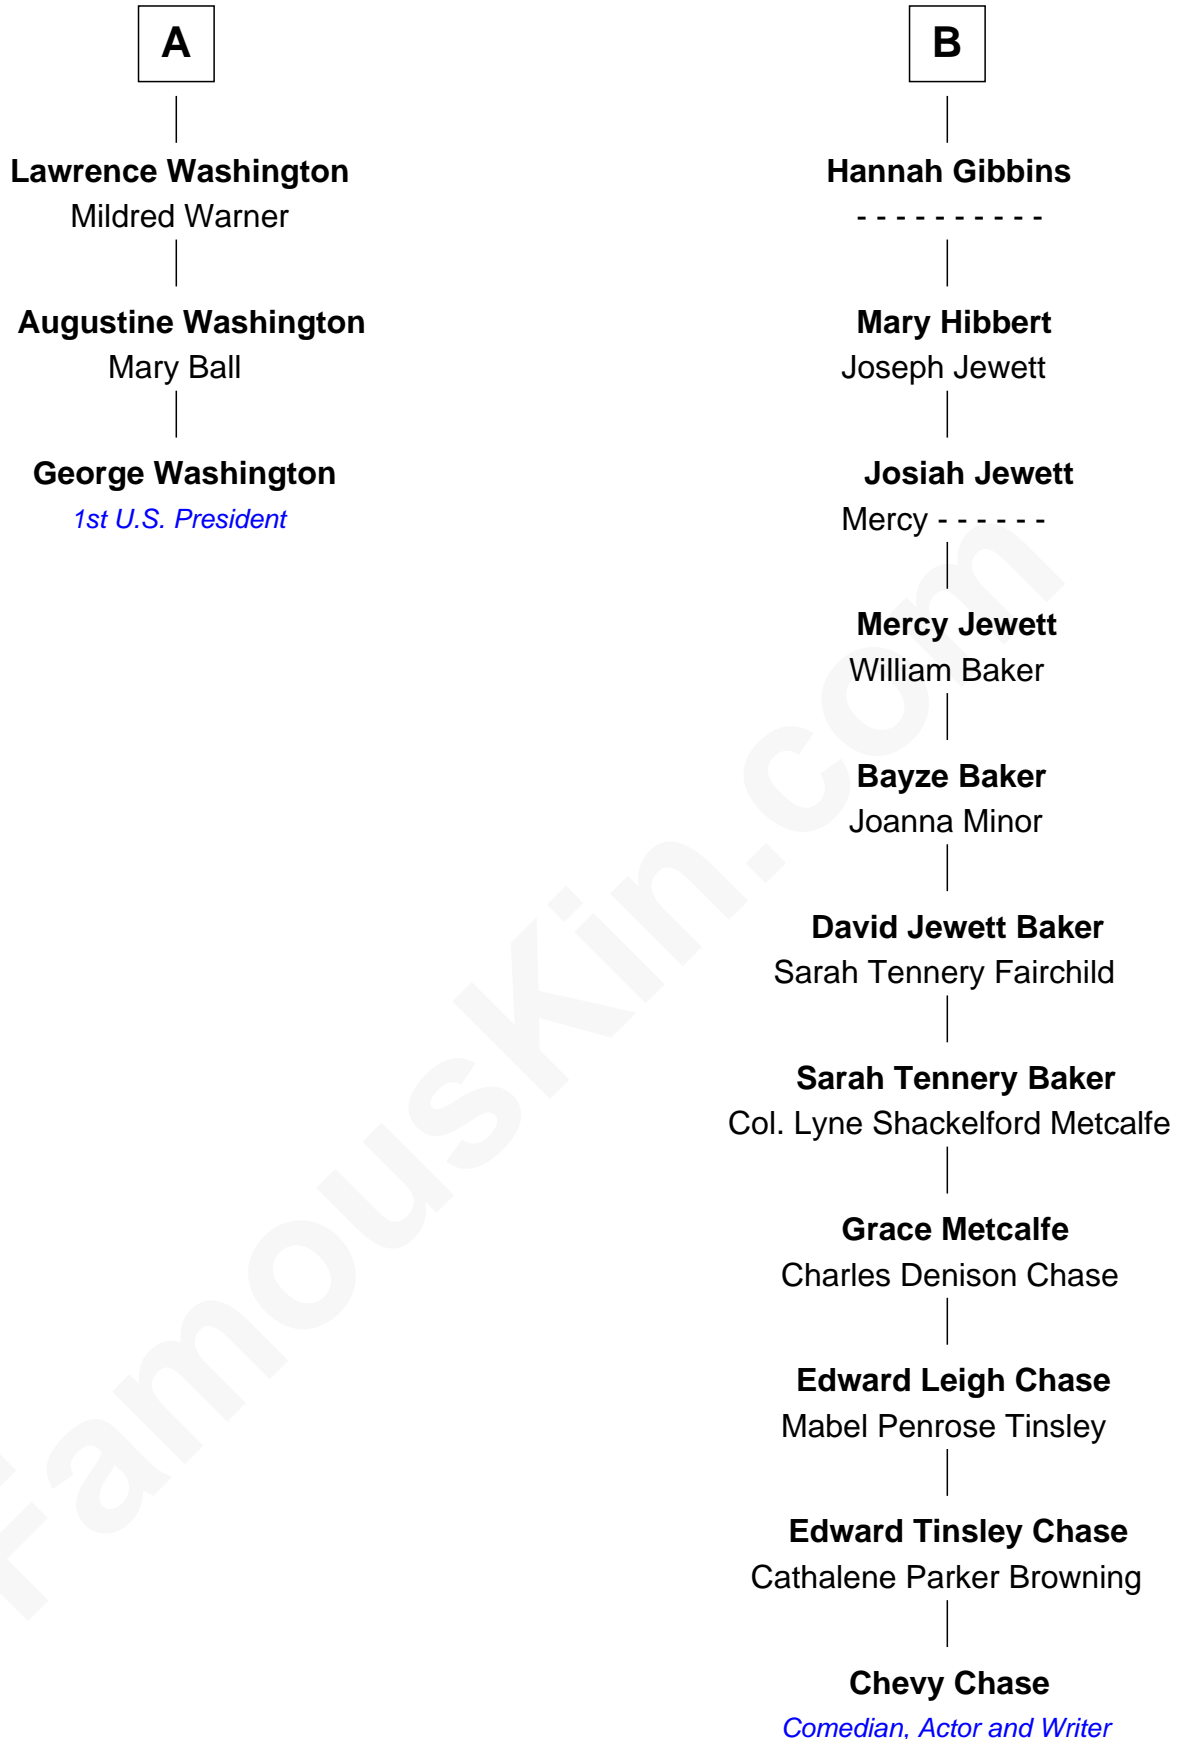 A
Lawrence Washington
Mildred Warner
Augustine Washington
Mary Ball
George Washington
1st U.S. President
B
Hannah Gibbins
- - - - - - - - - -
Mary Hibbert
Joseph Jewett
Josiah Jewett
Mercy - - - - - -
Mercy Jewett
William Baker
Bayze Baker
Joanna Minor
David Jewett Baker
Sarah Tennery Fairchild
Sarah Tennery Baker
Col. Lyne Shackelford Metcalfe
Grace Metcalfe
Charles Denison Chase
Edward Leigh Chase
Mabel Penrose Tinsley
Edward Tinsley Chase
Cathalene Parker Browning
Chevy Chase
Comedian, Actor and Writer
FamousKin.com